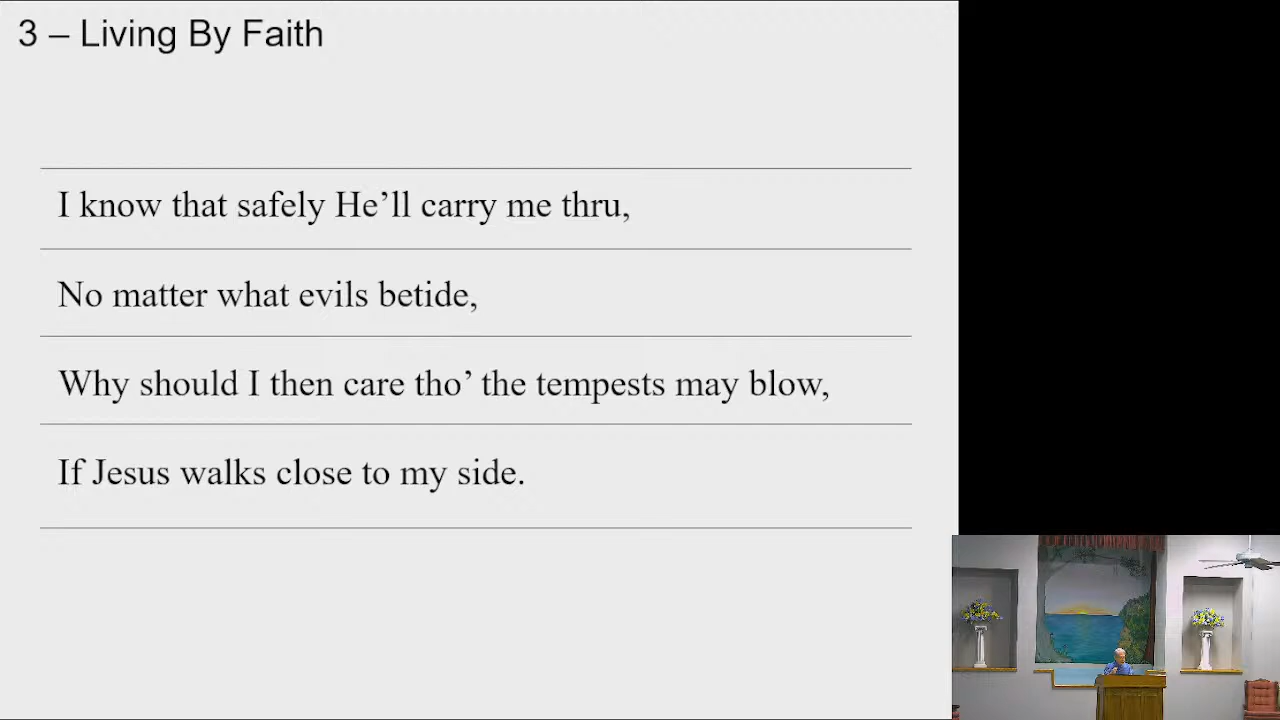 3 – Living By Faith
I know that safely He’ll carry me thru,
No matter what evils betide,
Why should I then care tho’ the tempests may blow,
If Jesus walks close to my side.